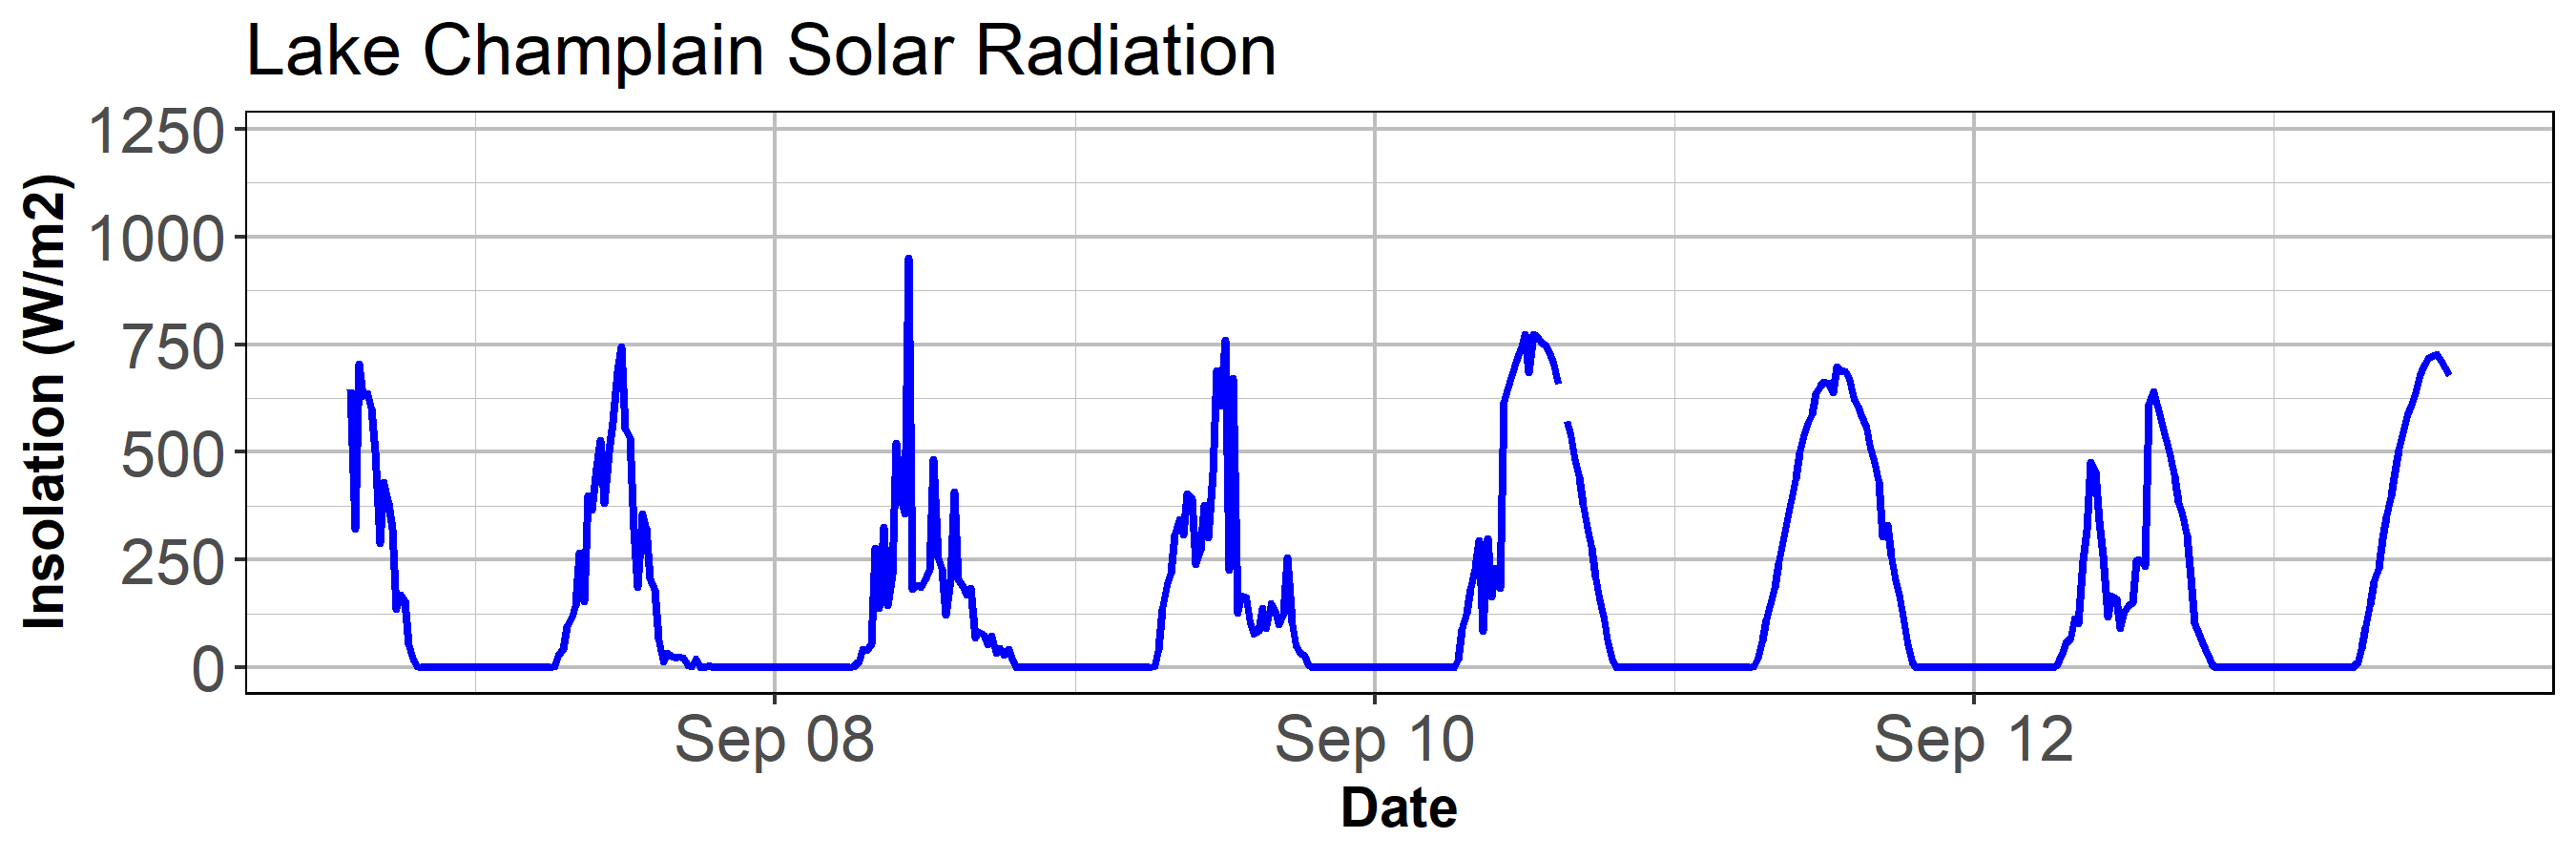 Lake Champlain Solar Radiation
Insolation (W/m2)
1250
1000
750
500
250
0
Sep 08 Sep 10 Sep 12
Date